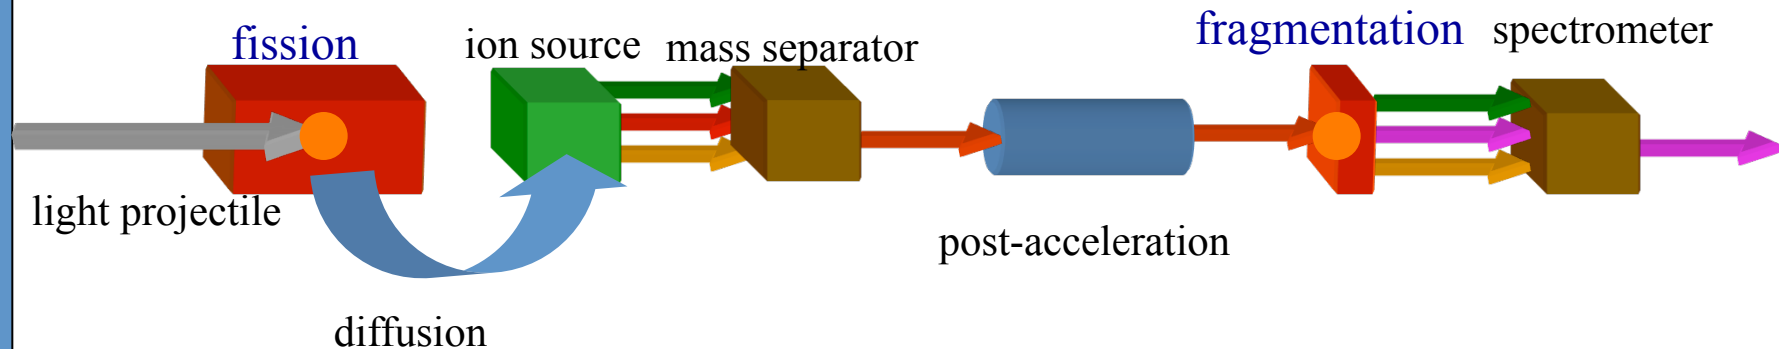 fission
ion source
mass separator
fragmentation
spectrometer
light projectile
post-acceleration
diffusion